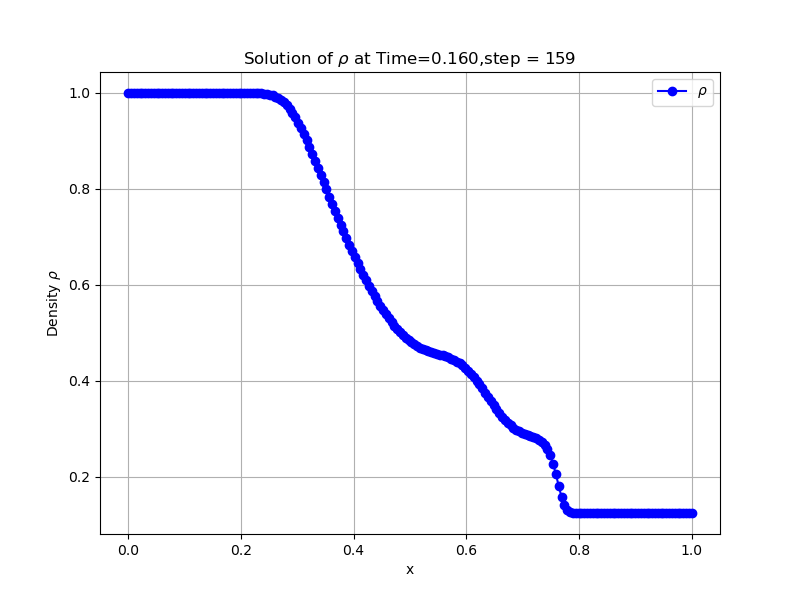 Solution of ρ at Time=0.160,step = 159
ρ
Density ρ
1.0
0.8
0.6
0.4
0.2
0.0 0.2 0.4 0.6 0.8 1.0
x